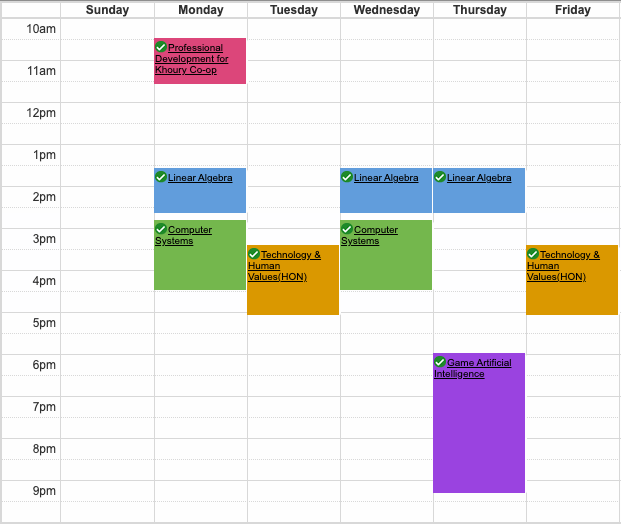 Sunday Monday Tuesday Wednesday Thursday Friday
10am
Professional
Development for
Khoury Co-op
11am
12pm
1pm
Linear Algebra Linear Algebra Linear Algebra
2pm
Computer
Systems
Computer
Systems
3pm
Technology &
Human
Values(HON)
Technology &
Human
Values(HON)
4pm
5pm
6pm
Game Artificial
Intelligence
7pm
8pm
9pm